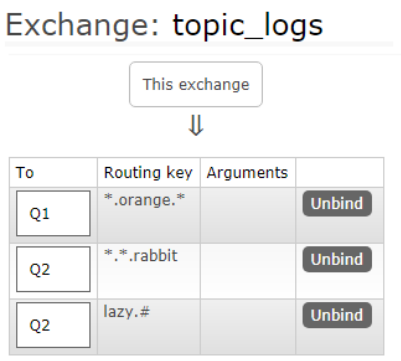 Exchange: topic_logs
This exchange
⇓
To Routing key Arguments
Q1 *.orange.* Unbind
Q2 *.*.rabbit Unbind
Q2 lazy.# Unbind